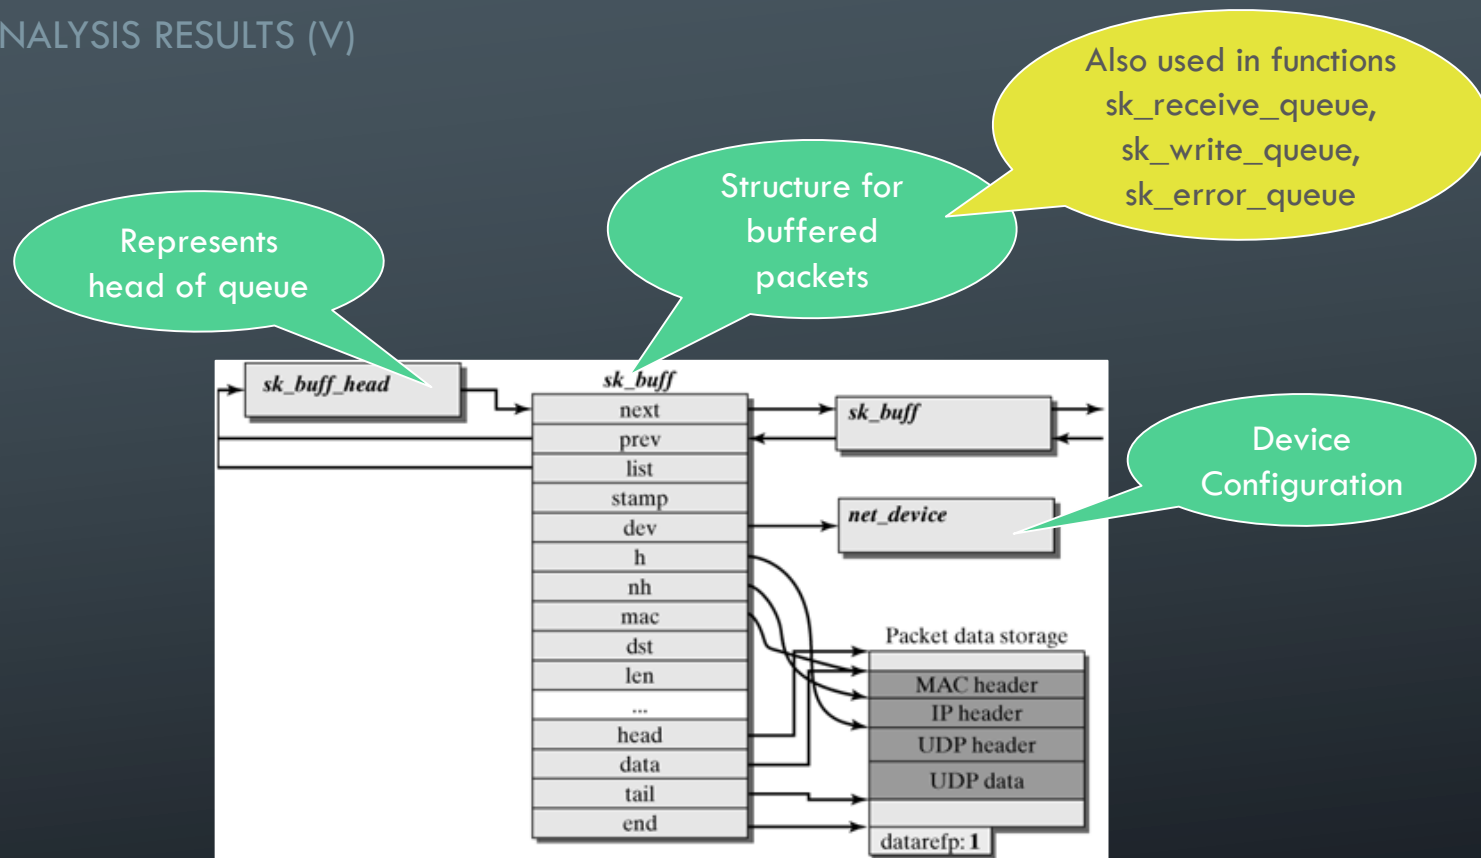 NALYSIS RESULTS (V)
Also used in functions
sk_receive_queue,
sk_write_queue,
sk_error_queue
Structure for
buffered
packets
Represents
head of queue
sk_buff_head
sk_buff
next
prev
list
stamp
dev
h
nh
mac
dst
len
...
head
data
tail
end
sk_buff
Device
Configuration
net_device
Packet data storage
MAC header
IP header
UDP header
UDP data
datarefp: 1